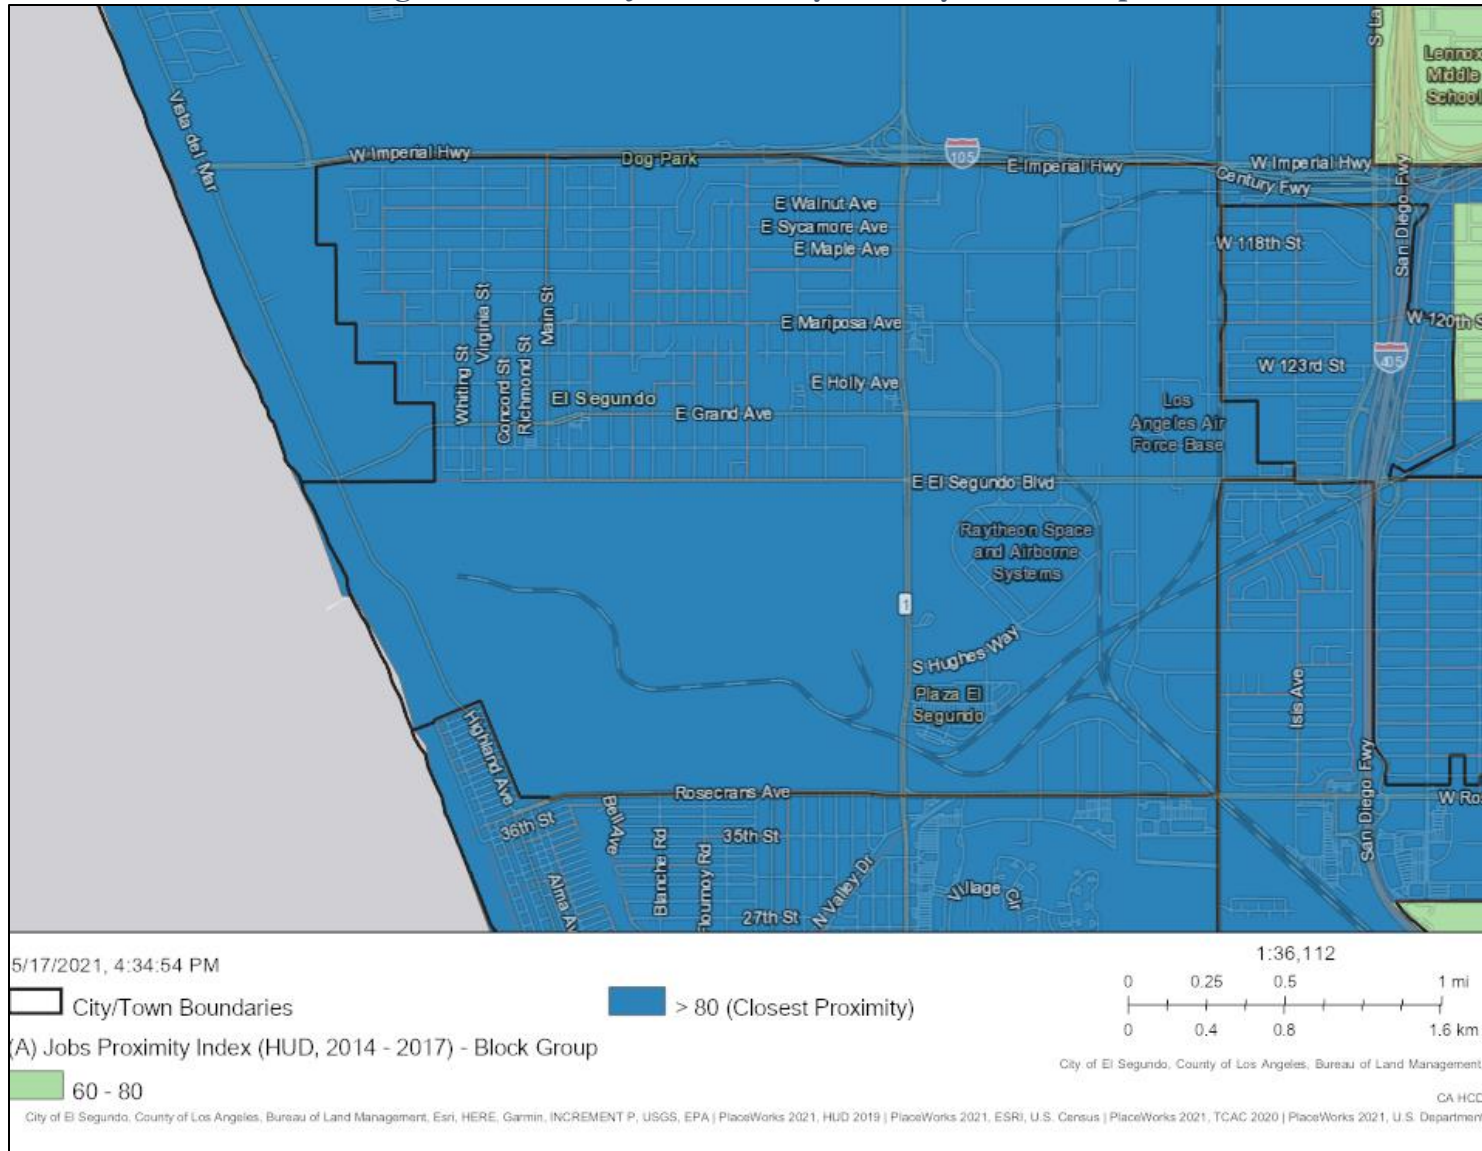 S La
Lennox
Middle
School
Vista del Mar
W Imperial Hwy
Dog Park
105
E Imperial Hwy
W Imperial Hwy
Century Fwy
San Diego Fwy
E Walnut Ave
E Sycamore Ave
E Maple Ave
W 118th St
Whiting St
Virginia St
Concord St
Richmond St
Main St
E Mariposa Ave
W 120th S
W 123rd St
405
E Holly Ave
El Segundo
E Grand Ave
Los
Angeles Air
Force Base
E El Segundo Blvd
Raytheon Space
and Airborne
Systems
1
S Hughes Way
Plaza El
Segundo
Isis Ave
Highland Ave
San Diego Fwy
Rosecrans Ave
W Ro
36th St
Bell Ave
Blanche Rd
Flournoy Rd
35th St
Alma Av
27th St
N Valley Dr
Village Cir
5/17/2021, 4:34:54 PM
City/Town Boundaries
(A) Jobs Proximity Index (HUD, 2014 - 2017) - Block Group
60 - 80
> 80 (Closest Proximity)
1:36,112
0 0.25 0.5 1 mi
0 0.4 0.8 1.6 km
City of El Segundo, County of Los Angeles, Bureau of Land Management
CA HCD
City of El Segundo, County of Los Angeles, Bureau of Land Management, Esri, HERE, Garmin, INCREMENT P, USGS, EPA | PlaceWorks 2021, HUD 2019 | PlaceWorks 2021, ESRI, U.S. Census | PlaceWorks 2021, TCAC 2020 | PlaceWorks 2021, U.S. Department